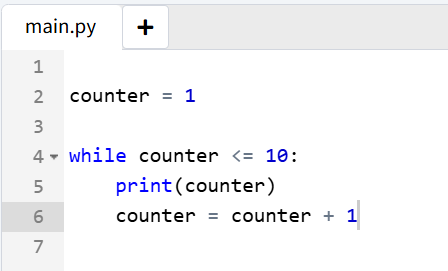 main.py +
1
2 counter = 1
3
4 while counter <= 10:
5     print(counter)
6     counter = counter + 1
7